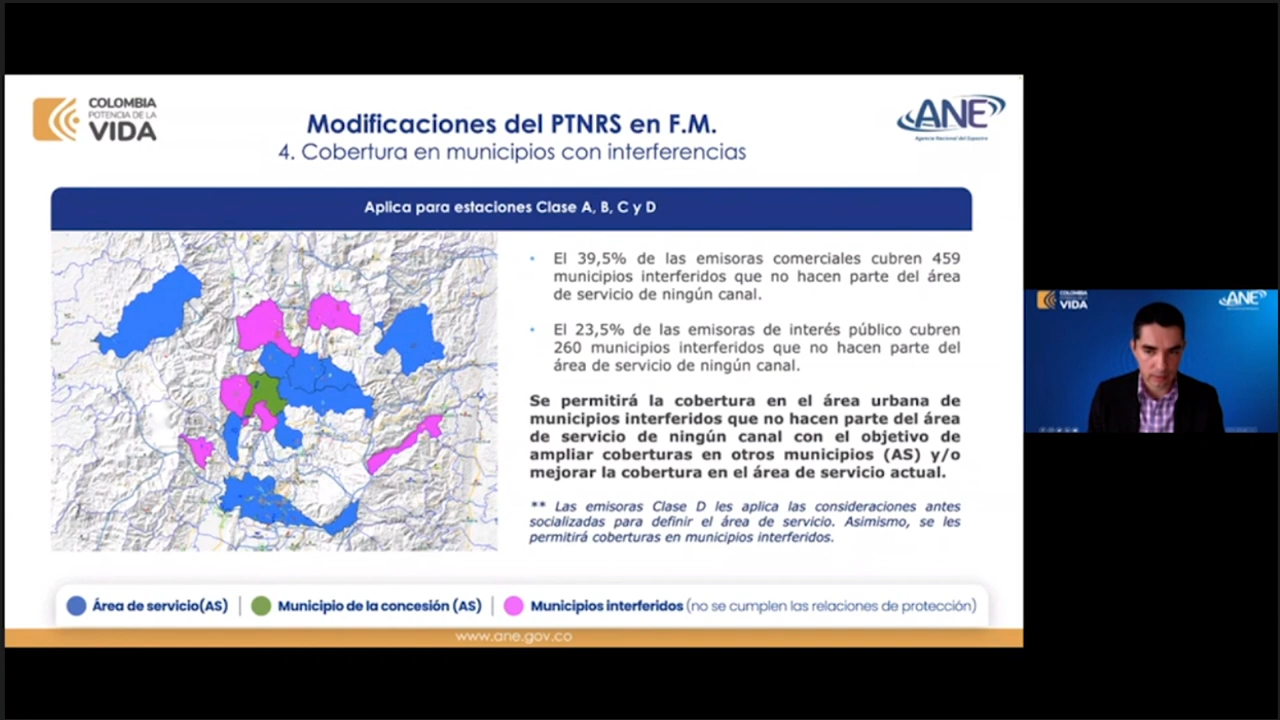 COLOMBIA
POTENCIA DE LA
VIDA
Modificaciones del PTNRS en F.M.
4. Cobertura en municipios con interferencias
ANE
Agencia Nacional del Espectro
Aplica para estaciones Clase A, B, C y D
• El 39,5% de las emisoras comerciales cubren 459
municipios interferidos que no hacen parte del área
de servicio de ningún canal.
• El 23,5% de las emisoras de interés público cubren
260 municipios interferidos que no hacen parte del
área de servicio de ningún canal.
Se permitirá la cobertura en el área urbana de
municipios interferidos que no hacen parte del área
de servicio de ningún canal con el objetivo de
ampliar coberturas en otros municipios (AS) y/o
mejorar la cobertura en el área de servicio actual.
** Las emisoras Clase D les aplica las consideraciones antes
socializadas para definir el área de servicio. Asimismo, se les
permitirá coberturas en municipios interferidos.
Área de servicio(AS) | Municipio de la concesión (AS) | Municipios interferidos (no se cumplen las relaciones de protección)
www.ane.gov.co
COLOMBIA
POTENCIA DE LA
VIDA
ANE